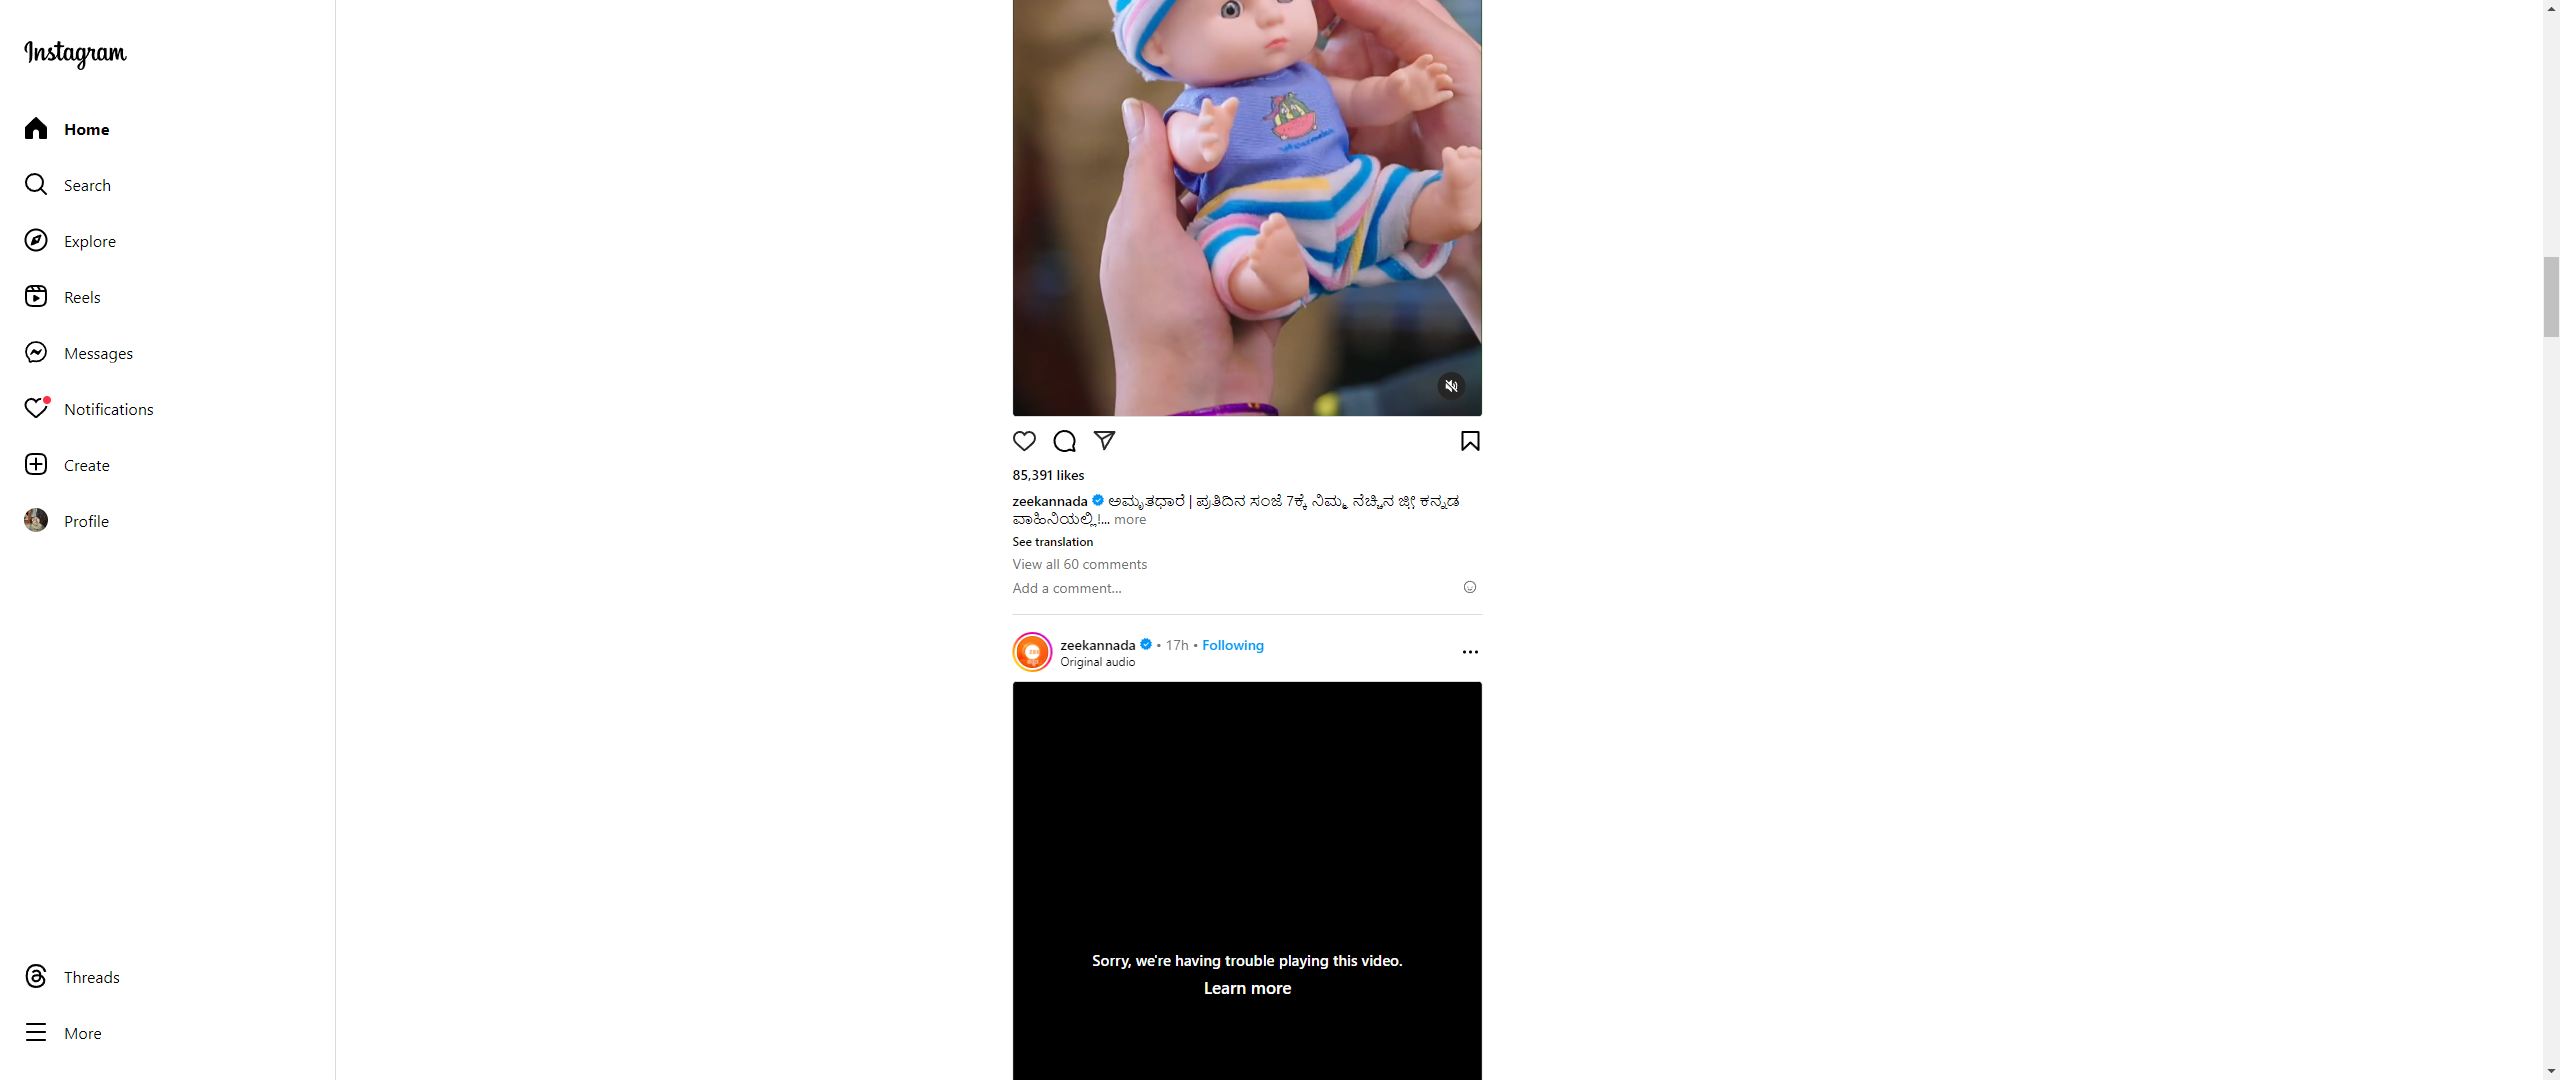 Instagram
Home
Search
Explore
Reels
Messages
Notifications
Create
Profile
Threads
More
85,391 likes
zeekannada ಅಮೃತಧಾರೆ | ಪ್ರತಿದಿನ ಸಂಜೆ 7ಕ್ಕೆ ನಿಮ್ಮ ನೆಚ್ಚಿನ ಜ಼ೀ ಕನ್ನಡ
ವಾಹಿನಿಯಲ್ಲಿ !... more
See translation
View all 60 comments
Add a comment...
zeekannada • 17h • Following
Original audio
Sorry, we're having trouble playing this video.
Learn more